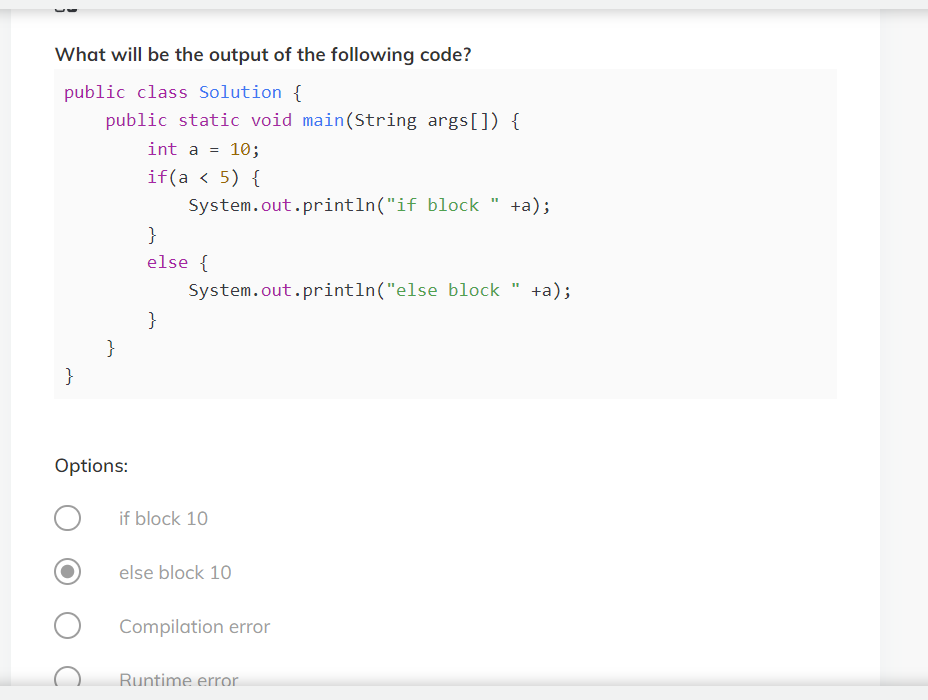 What will be the output of the following code?
public class Solution {
    public static void main(String args[]) {
        int a = 10;
        if(a < 5) {
            System.out.println("if block " +a);
        }
        else {
            System.out.println("else block " +a);
        }
    }
}
Options:
if block 10
else block 10
Compilation error
Runtime error